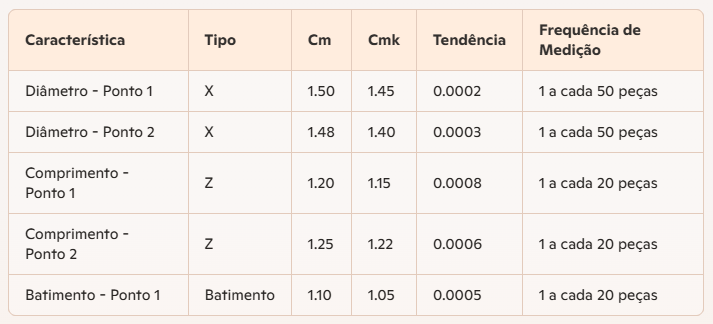 Característica Tipo Cm Cmk Tendência Frequência de
Medição
Diâmetro - Ponto 1 X 1.50 1.45 0.0002 1 a cada 50 peças
Diâmetro - Ponto 2 X 1.48 1.40 0.0003 1 a cada 50 peças
Comprimento -
Ponto 1 Z 1.20 1.15 0.0008 1 a cada 20 peças
Comprimento -
Ponto 2 Z 1.25 1.22 0.0006 1 a cada 20 peças
Batimento - Ponto 1 Batimento 1.10 1.05 0.0005 1 a cada 20 peças